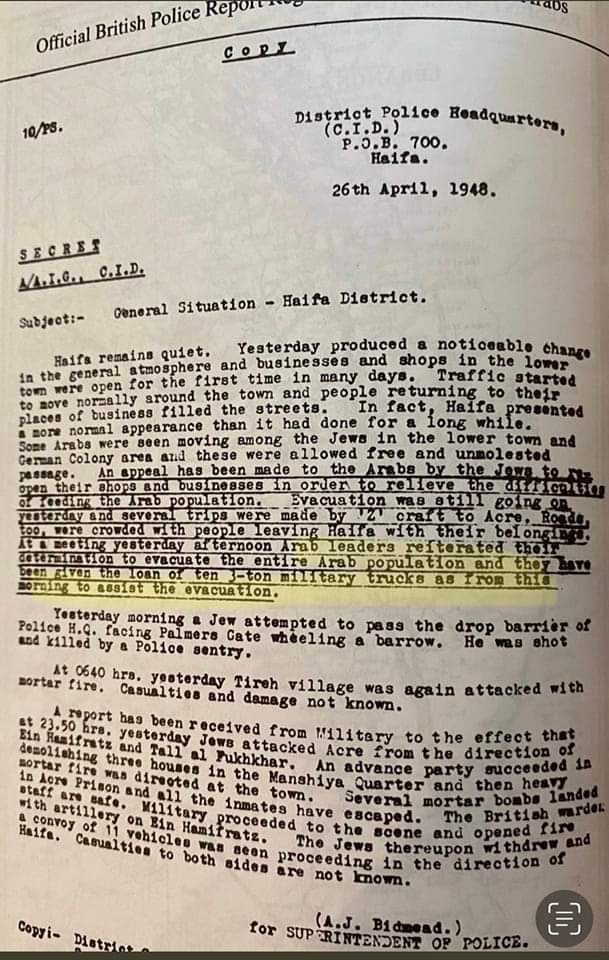 Official British Police Report
COPY
10/PS.
District Police Headquarters,
(C.I.D.)
P.O.B. 700.
Haifa.
26th April, 1948.
SECRET
A/A.I.G., C.I.D.
Subject:- General Situation - Haifa District.
Haifa remains quiet. Yesterday produced a noticeable change
in the general atmosphere and businesses and shops in the lower
town were open for the first time in many days. Traffic started
to move normally around the town and people returning to their
places of business filled the streets. In fact, Haifa presented
a more normal appearance than it had done for a long while.
Some Arabs were seen moving among the Jews in the lower town and
German Colony area and these were allowed free and unmolested
passage. An appeal has been made to the Arabs by the Jews to re-
open their shops and businesses in order to relieve the difficulties
of feeding the Arab population. Evacuation was still going on
yesterday and several trips were made by 'Z' craft to Acre. Roads,
too, were crowded with people leaving Haifa with their belongings.
At a meeting yesterday afternoon Arab leaders reiterated their
determination to evacuate the entire Arab population and they have
been given the loan of ten 3-ton military trucks as from this
morning to assist the evacuation.
Yesterday morning a Jew attempted to pass the drop barrier of
Police H.Q. facing Palmers Gate wheeling a barrow. He was shot
and killed by a Police sentry.
At 0640 hrs. yesterday Tireh village was again attacked with
mortar fire. Casualties and damage not known.
A report has been received from Military to the effect that
at 23.50 hrs. yesterday Jews attacked Acre from the direction of
Ein Hamifratz and Tall al Fukhkhar. An advance party succeeded in
demolishing three houses in the Manshiya Quarter and then heavy
mortar fire was directed at the town. Several mortar bombs landed
in Acre Prison and all the inmates have escaped. The British warder
staff are safe. Military proceeded to the scene and opened fire
with artillery on Ein Hamifratz. The Jews thereupon withdrew and
a convoy of 11 vehicles was seen proceeding in the direction of
Haifa. Casualties to both sides are not known.
(A.J. Bidmead.)
for SUPERINTENDENT OF POLICE.
Copy:- District